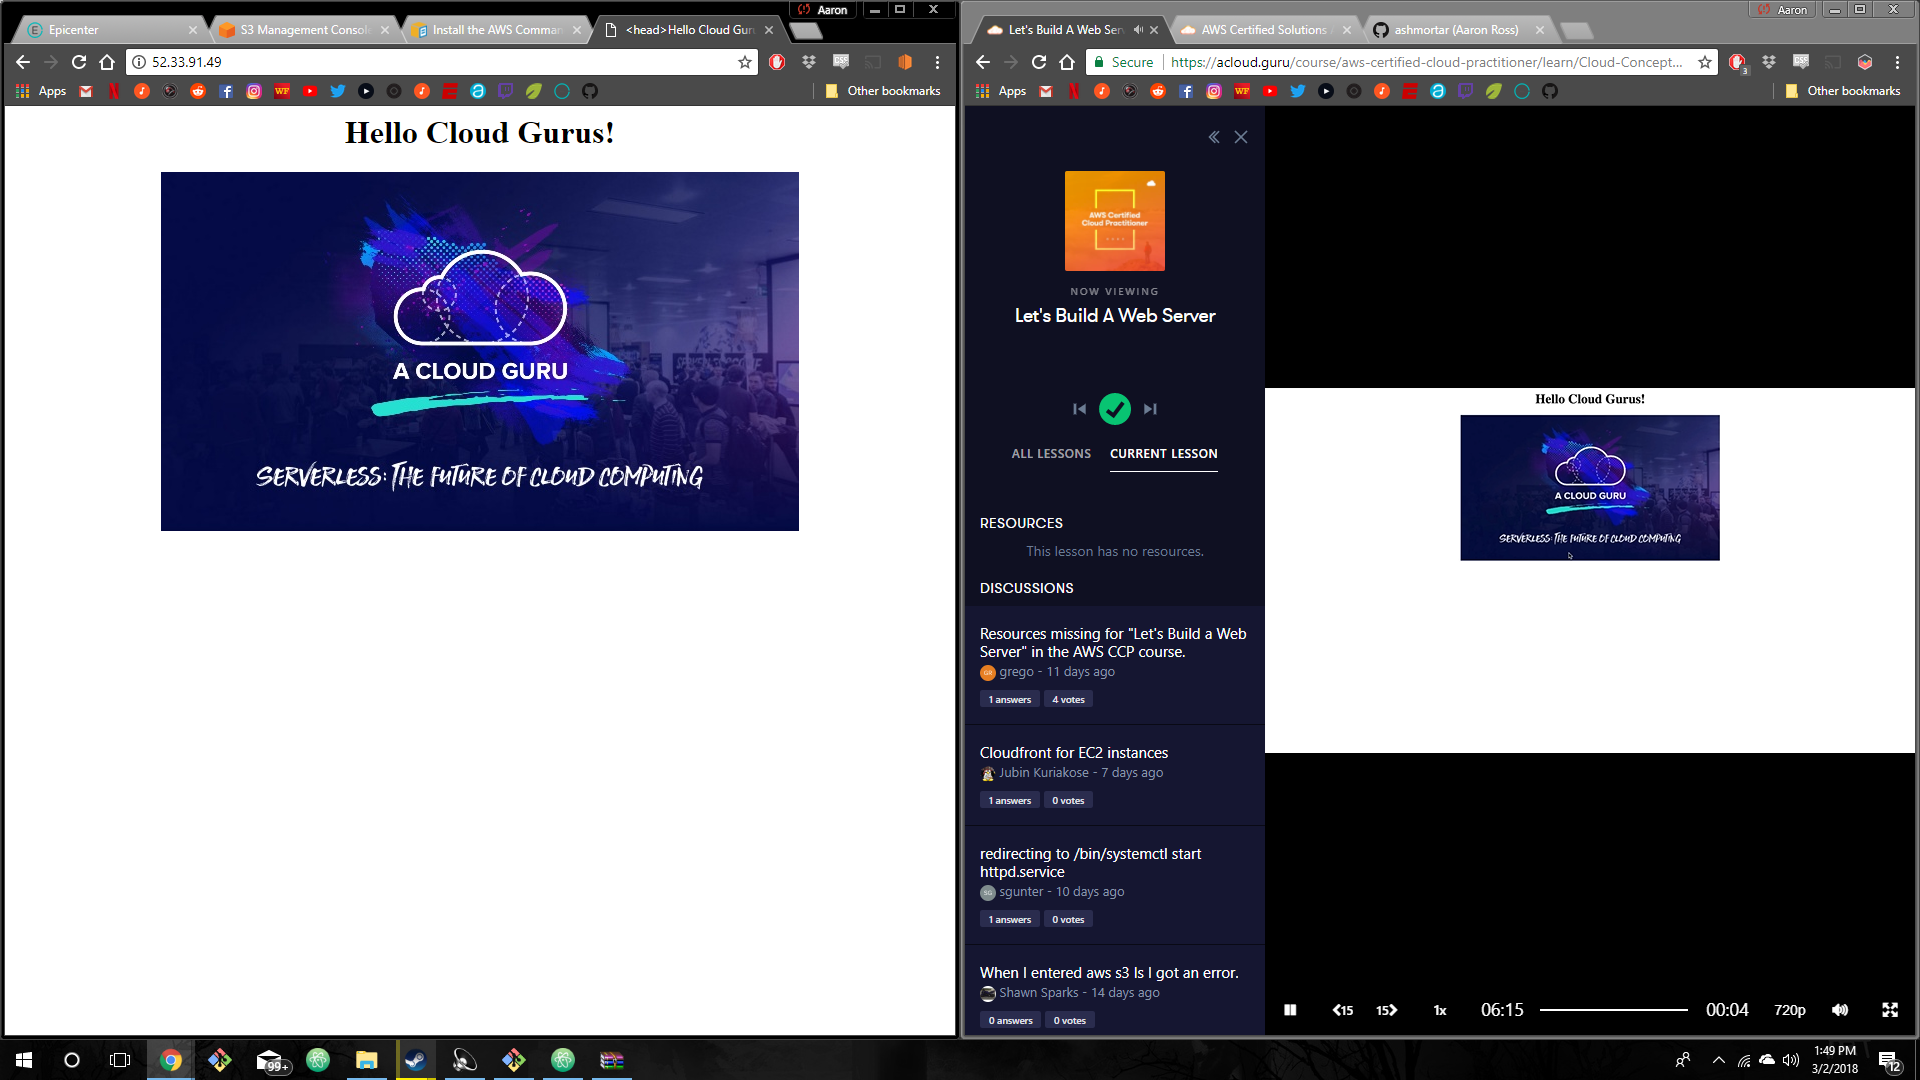 Aaron
Epicenter
S3 Management Consol
Install the AWS Comman
<head>Hello Cloud Gur
52.33.91.49
Apps
WF
Other bookmarks
Hello Cloud Gurus!
A CLOUD GURU
SERVERLESS: THE FUTURE OF CLOUD COMPUTING
Aaron
Let's Build A Web Ser
AWS Certified Solutions
ashmortar (Aaron Ross)
Secure
https://acloud.guru/course/aws-certified-cloud-practitioner/learn/Cloud-Concept...
3
Apps
WF
Other bookmarks
AWS Certified
Cloud Practitioner
NOW VIEWING
Let's Build A Web Server
ALL LESSONS
CURRENT LESSON
RESOURCES
This lesson has no resources.
DISCUSSIONS
Resources missing for "Let's Build a Web
Server" in the AWS CCP course.
GR grego - 11 days ago
1 answers
4 votes
Cloudfront for EC2 instances
Jubin Kuriakose - 7 days ago
1 answers
0 votes
redirecting to /bin/systemctl start
httpd.service
SG sgunter - 10 days ago
1 answers
0 votes
When I entered aws s3 ls I got an error.
Shawn Sparks - 14 days ago
0 answers
0 votes
Hello Cloud Gurus!
A CLOUD GURU
SERVERLESS: THE FUTURE OF CLOUD COMPUTING
15
15
1x
06:15
00:04
720p
99+
1:49 PM
3/2/2018
12